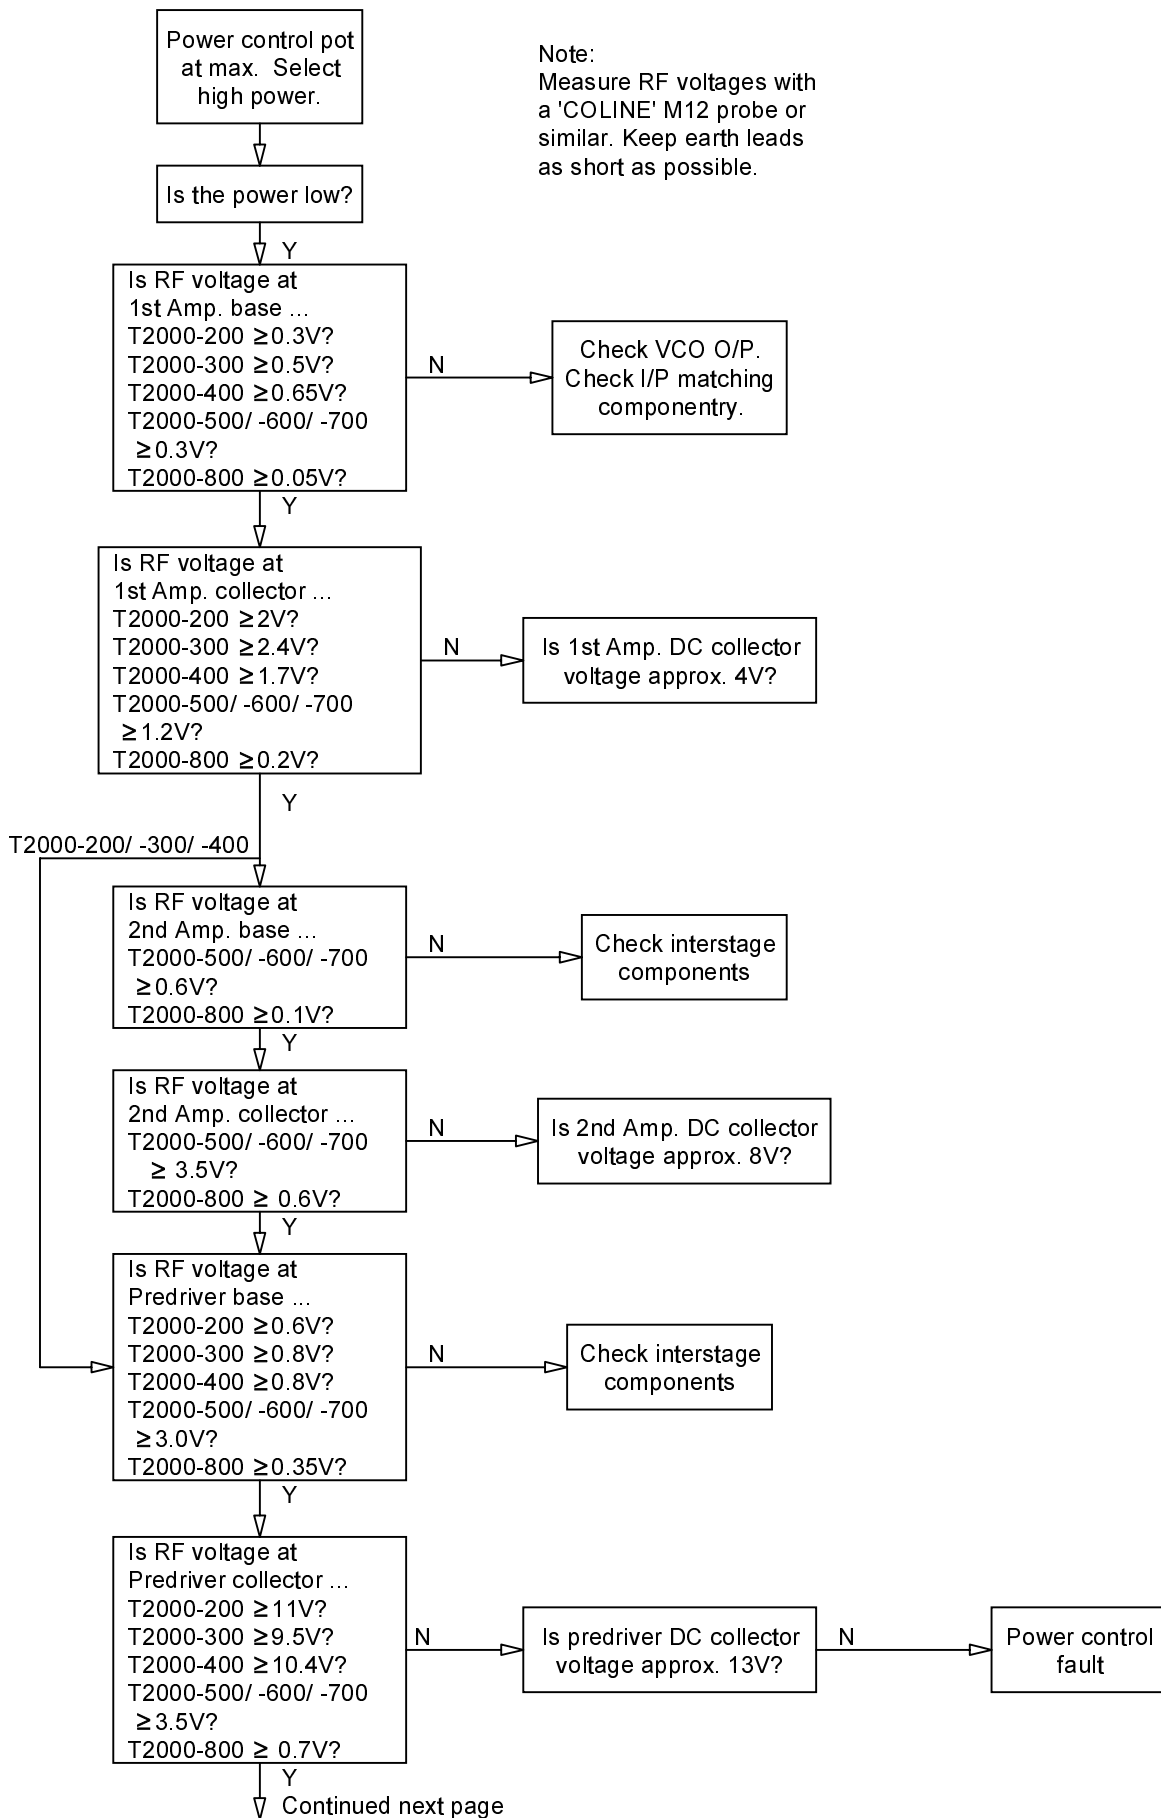 Power control pot
at max.  Select
high power.
Note:
Measure RF voltages with
a 'COLINE' M12 probe or
similar. Keep earth leads
as short as possible.
Is the power low?
Y
Is RF voltage at
1st Amp. base ...
T2000-200 ≥0.3V?
T2000-300 ≥0.5V?
T2000-400 ≥0.65V?
T2000-500/ -600/ -700
≥0.3V?
T2000-800 ≥0.05V?
N
Check VCO O/P.
Check I/P matching
componentry.
Y
Is RF voltage at
1st Amp. collector ...
T2000-200 ≥2V?
T2000-300 ≥2.4V?
T2000-400 ≥1.7V?
T2000-500/ -600/ -700
≥1.2V?
T2000-800 ≥0.2V?
N
Is 1st Amp. DC collector
voltage approx. 4V?
Y
T2000-200/ -300/ -400
Is RF voltage at
2nd Amp. base ...
T2000-500/ -600/ -700
≥0.6V?
T2000-800 ≥0.1V?
N
Check interstage
components
Y
Is RF voltage at
2nd Amp. collector ...
T2000-500/ -600/ -700
≥ 3.5V?
T2000-800 ≥ 0.6V?
N
Is 2nd Amp. DC collector
voltage approx. 8V?
Y
Is RF voltage at
Predriver base ...
T2000-200 ≥0.6V?
T2000-300 ≥0.8V?
T2000-400 ≥0.8V?
T2000-500/ -600/ -700
≥3.0V?
T2000-800 ≥0.35V?
N
Check interstage
components
Y
Is RF voltage at
Predriver collector ...
T2000-200 ≥11V?
T2000-300 ≥9.5V?
T2000-400 ≥10.4V?
T2000-500/ -600/ -700
≥3.5V?
T2000-800 ≥ 0.7V?
N
Is predriver DC collector
voltage approx. 13V?
N
Power control
fault
Y
Continued next page